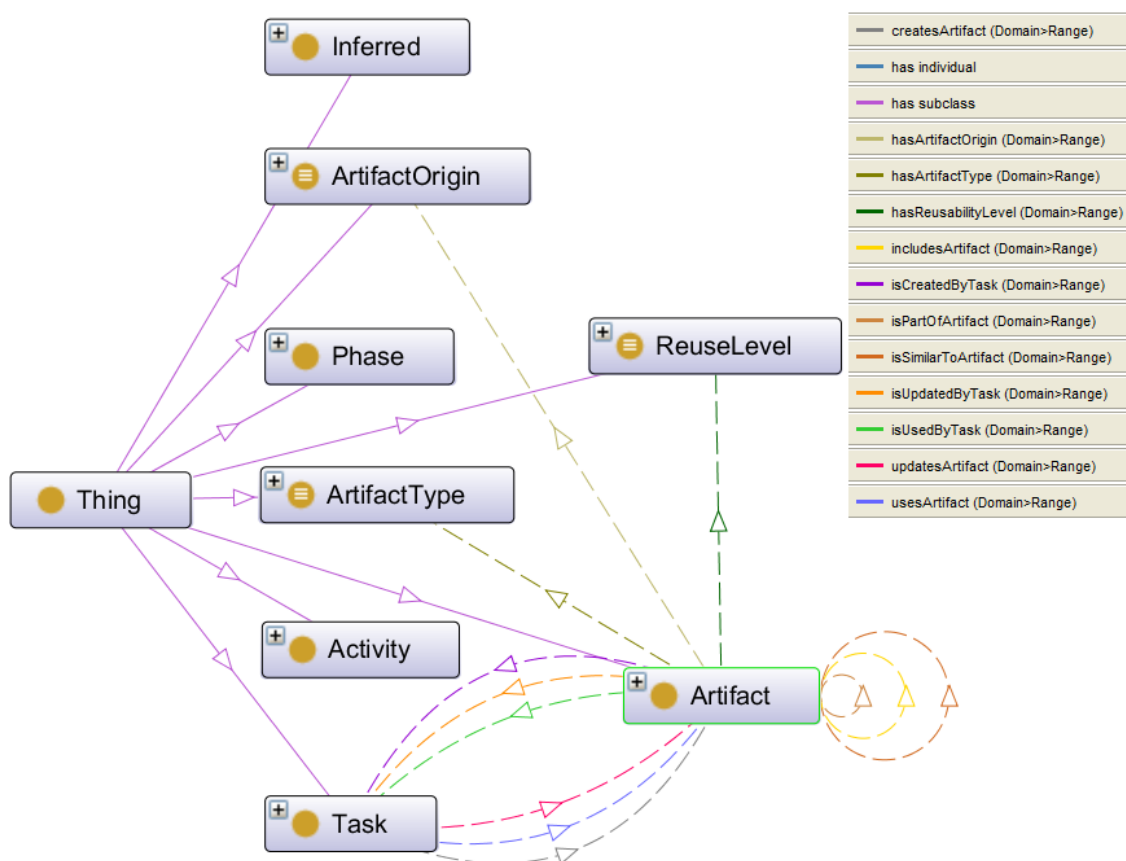 Inferred
ArtifactOrigin
Phase
ReuseLevel
Thing
ArtifactType
Activity
Artifact
Task
createsArtifact (Domain>Range)
has individual
has subclass
hasArtifactOrigin (Domain>Range)
hasArtifactType (Domain>Range)
hasReusabilityLevel (Domain>Range)
includesArtifact (Domain>Range)
isCreatedByTask (Domain>Range)
isPartOfArtifact (Domain>Range)
isSimilarToArtifact (Domain>Range)
isUpdatedByTask (Domain>Range)
isUsedByTask (Domain>Range)
updatesArtifact (Domain>Range)
usesArtifact (Domain>Range)